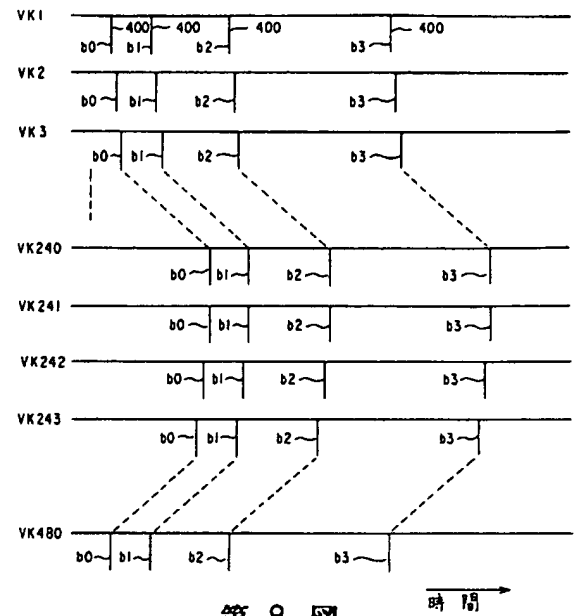 VK1
400 400 400 400
b0 b1 b2 b3
VK2
b0 b1 b2 b3
VK3
b0 b1 b2 b3
VK240
b0 b1 b2 b3
VK241
b0 b1 b2 b3
VK242
b0 b1 b2 b3
VK243
b0 b1 b2 b3
VK480
b0 b1 b2 b3
時間